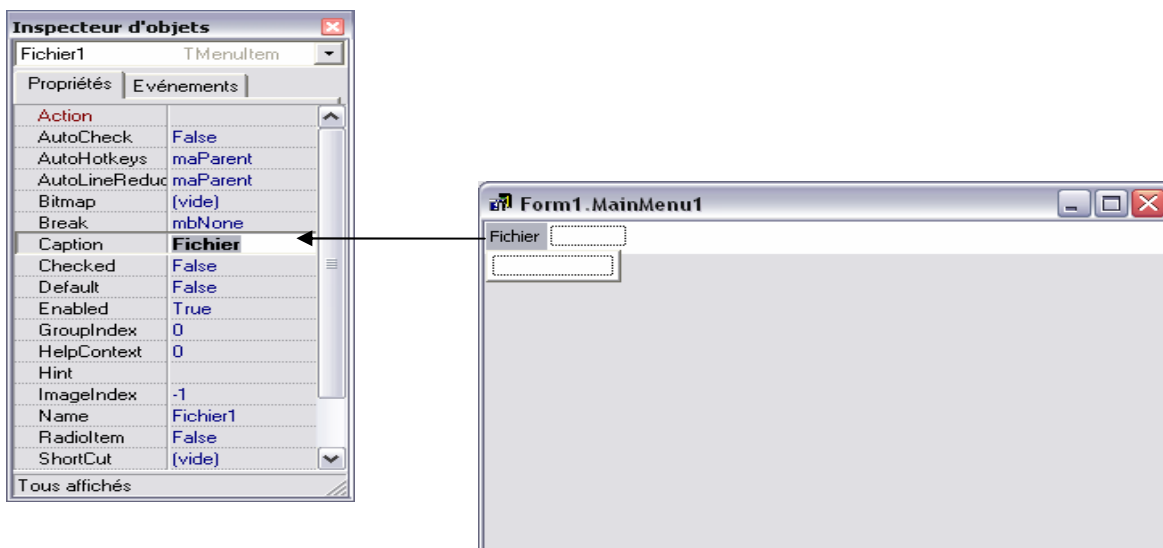 Inspecteur d'objets
Fichier1 TMenuItem
Propriétés Evénements
Action
AutoCheck False
AutoHotkeys maParent
AutoLineReduc maParent
Bitmap (vide)
Break mbNone
Caption Fichier
Checked False
Default False
Enabled True
GroupIndex 0
HelpContext 0
Hint
ImageIndex -1
Name Fichier1
RadioItem False
ShortCut (vide)
Tous affichés
Form1.MainMenu1
Fichier